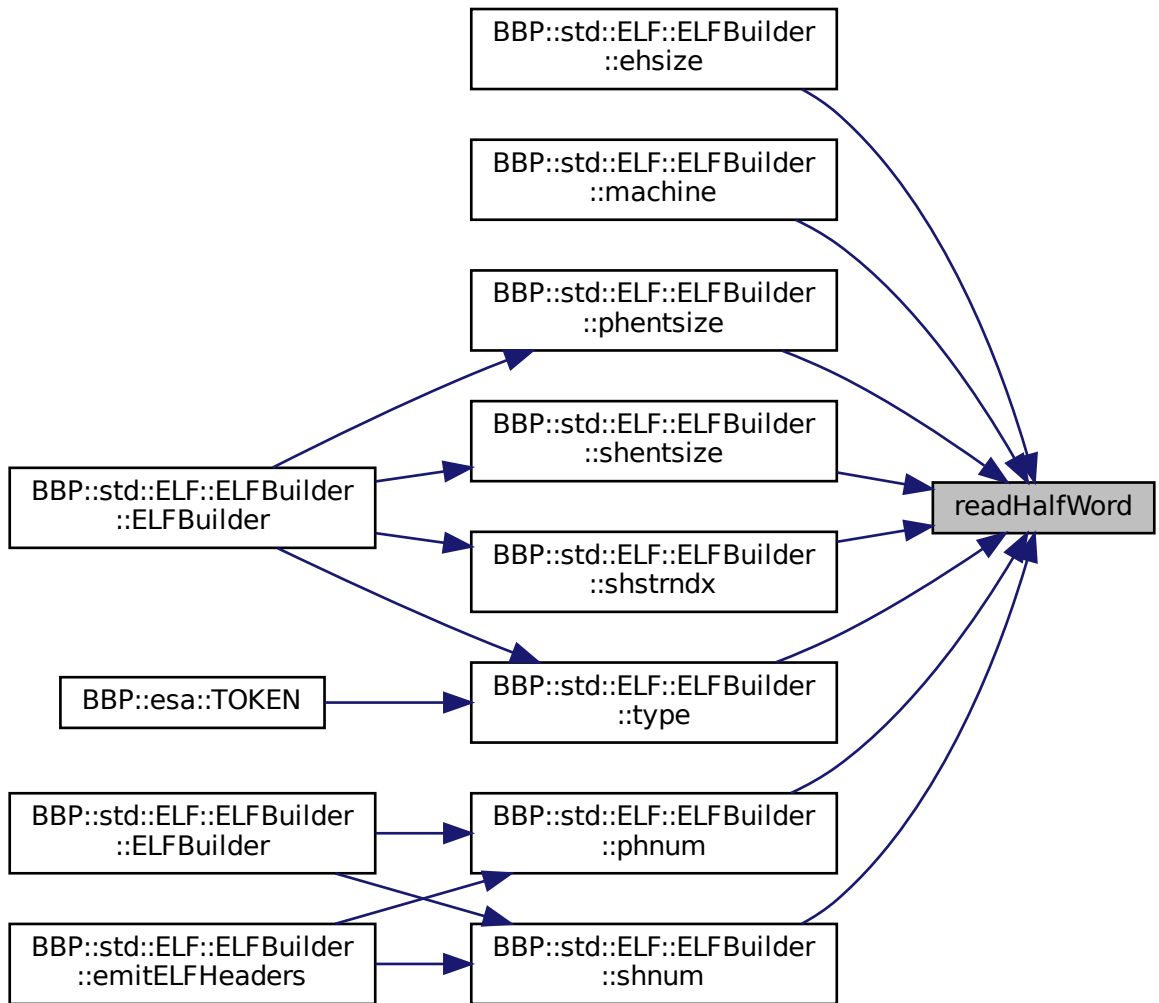 BBP::std::ELF::ELFBuilder
::ehsize
BBP::std::ELF::ELFBuilder
::machine
BBP::std::ELF::ELFBuilder
::phentsize
BBP::std::ELF::ELFBuilder
::shentsize
BBP::std::ELF::ELFBuilder
::ELFBuilder
readHalfWord
BBP::std::ELF::ELFBuilder
::shstrndx
BBP::std::ELF::ELFBuilder
::type
BBP::esa::TOKEN
BBP::std::ELF::ELFBuilder
::ELFBuilder
BBP::std::ELF::ELFBuilder
::phnum
BBP::std::ELF::ELFBuilder
::emitELFHeaders
BBP::std::ELF::ELFBuilder
::shnum